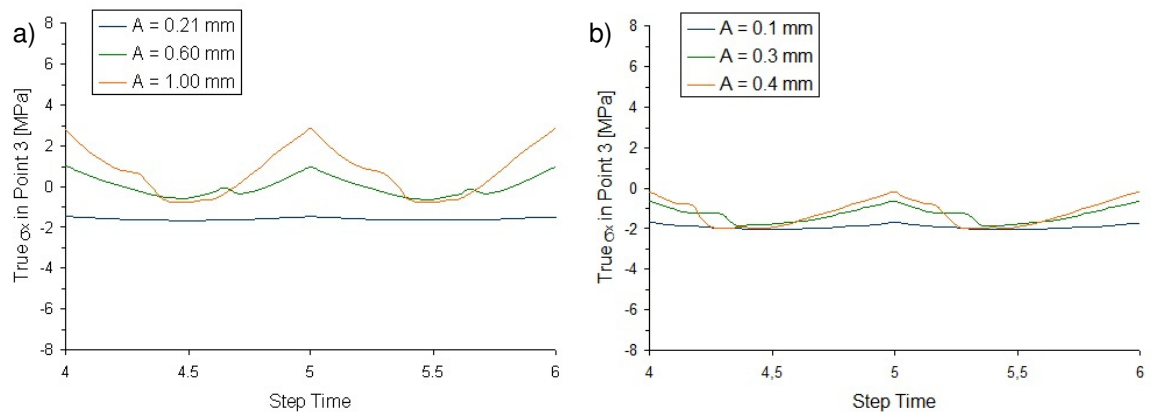 a)
A = 0.21 mm
A = 0.60 mm
A = 1.00 mm
True σx in Point 3 [MPa]
8
6
4
2
0
-2
-4
-6
-8
4
4.5
5
5.5
6
Step Time
b)
A = 0.1 mm
A = 0.3 mm
A = 0.4 mm
True σx in Point 3 [MPa]
8
6
4
2
0
-2
-4
-6
-8
4
4,5
5
5,5
6
Step Time